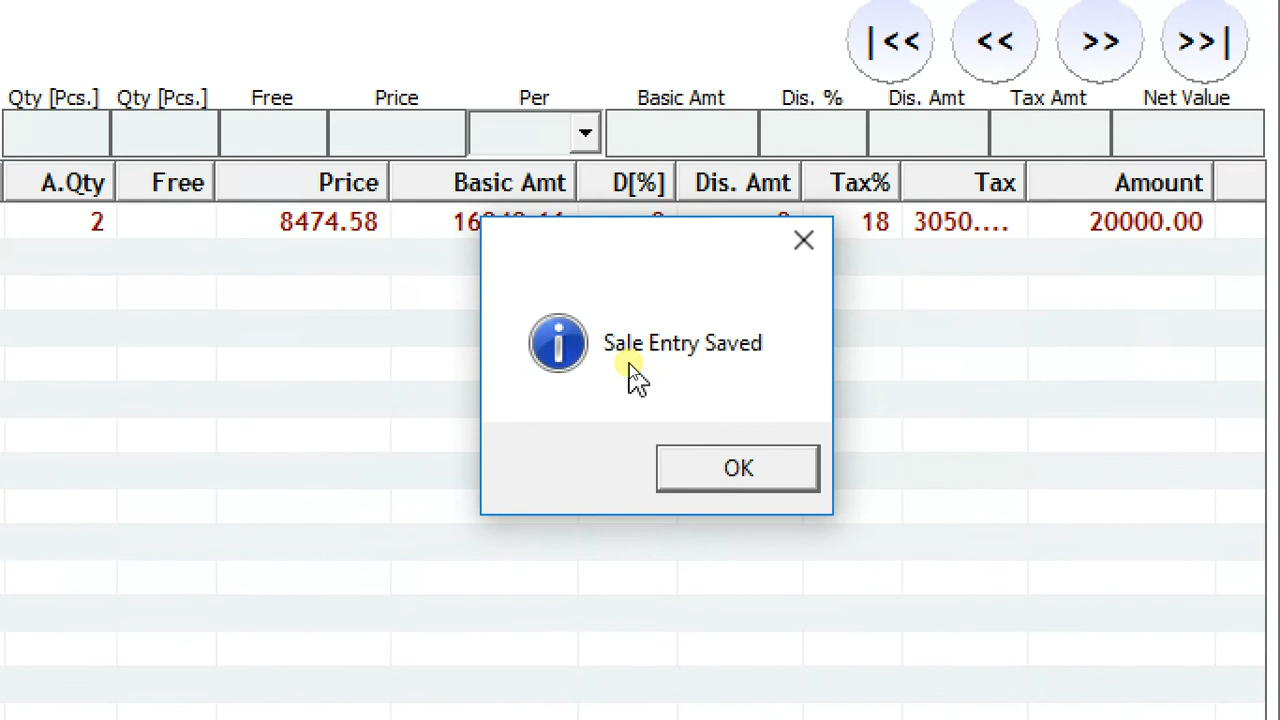 |<< << >> >>|
Qty [Pcs.] Qty [Pcs.] Free Price Per Basic Amt Dis. % Dis. Amt Tax Amt Net Value
A.Qty Free Price Basic Amt D[%] Dis. Amt Tax% Tax Amount
2 8474.58 18 3050.... 20000.00
Sale Entry Saved
OK